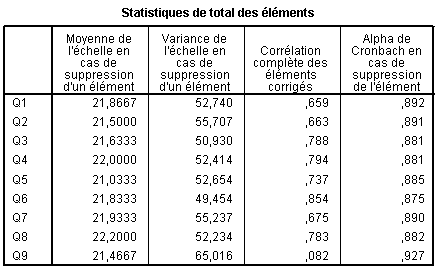 Statistiques de total des éléments
Moyenne de l'échelle en cas de suppression d'un élément
Variance de l'échelle en cas de suppression d'un élément
Corrélation complète des éléments corrigés
Alpha de Cronbach en cas de suppression de l'élément
Q1 21,8667 52,740 ,659 ,892
Q2 21,5000 55,707 ,663 ,891
Q3 21,6333 50,930 ,788 ,881
Q4 22,0000 52,414 ,794 ,881
Q5 21,0333 52,654 ,737 ,885
Q6 21,8333 49,454 ,854 ,875
Q7 21,9333 55,237 ,675 ,890
Q8 22,2000 52,234 ,783 ,882
Q9 21,4667 65,016 ,082 ,927